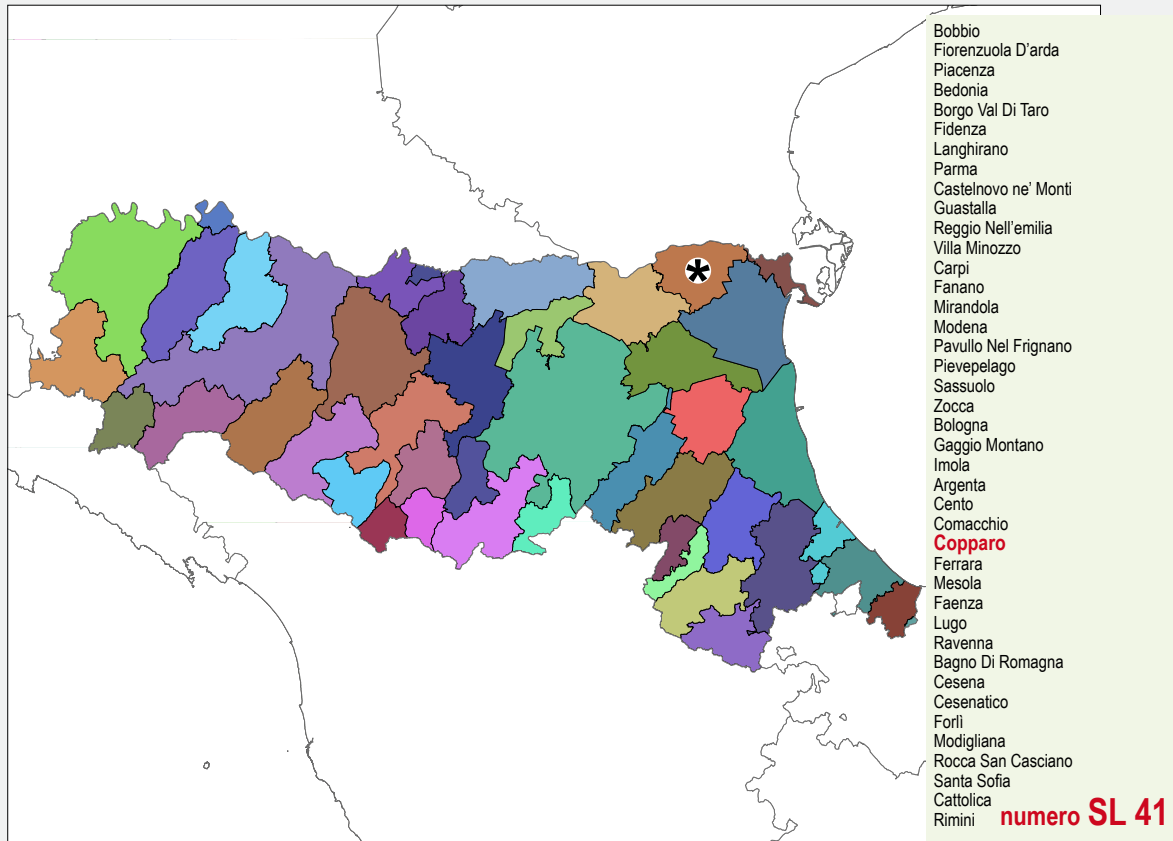 Bobbio
Fiorenzuola D'arda
Piacenza
Bedonia
Borgo Val Di Taro
Fidenza
Langhirano
Parma
Castelnovo ne' Monti
Guastalla
Reggio Nell'emilia
Villa Minozzo
Carpi
Fanano
Mirandola
Modena
Pavullo Nel Frignano
Pievepelago
Sassuolo
Zocca
Bologna
Gaggio Montano
Imola
Argenta
Cento
Comacchio
Copparo
Ferrara
Mesola
Faenza
Lugo
Ravenna
Bagno Di Romagna
Cesena
Cesenatico
Forlì
Modigliana
Rocca San Casciano
Santa Sofia
Cattolica
Rimini
numero SL 41